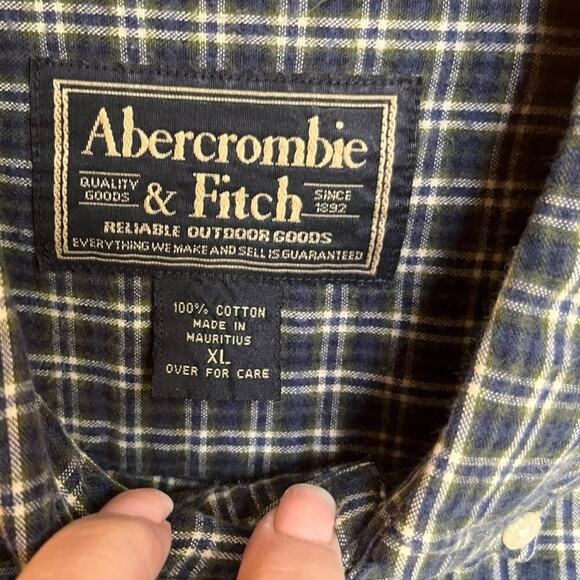 Abercrombie
QUALITY GOODS & Fitch SINCE 1892
RELIABLE OUTDOOR GOODS
EVERYTHING WE MAKE AND SELL IS GUARANTEED
100% COTTON
MADE IN
MAURITIUS
XL
OVER FOR CARE